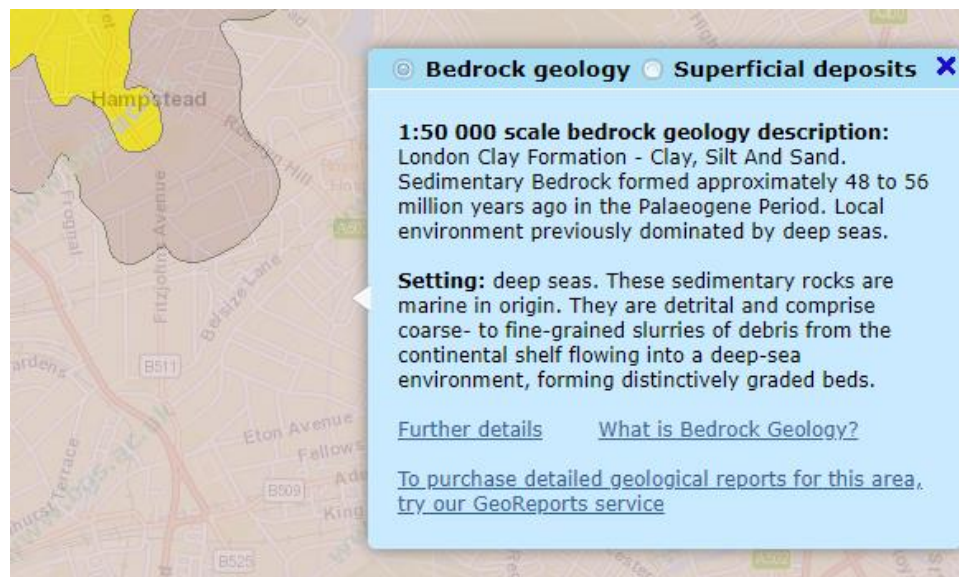 Hampstead
Rosslyn Hill
Frognal
Fitzjohn Avenue
Belsize Lane
B511
Eton Avenue
Fellows
B509
King
B525
Bedrock geology Superficial deposits
1:50 000 scale bedrock geology description:
London Clay Formation - Clay, Silt And Sand.
Sedimentary Bedrock formed approximately 48 to 56
million years ago in the Palaeogene Period. Local
environment previously dominated by deep seas.
Setting: deep seas. These sedimentary rocks are
marine in origin. They are detrital and comprise
coarse- to fine-grained slurries of debris from the
continental shelf flowing into a deep-sea
environment, forming distinctively graded beds.
Further details What is Bedrock Geology?
To purchase detailed geological reports for this area,
try our GeoReports service